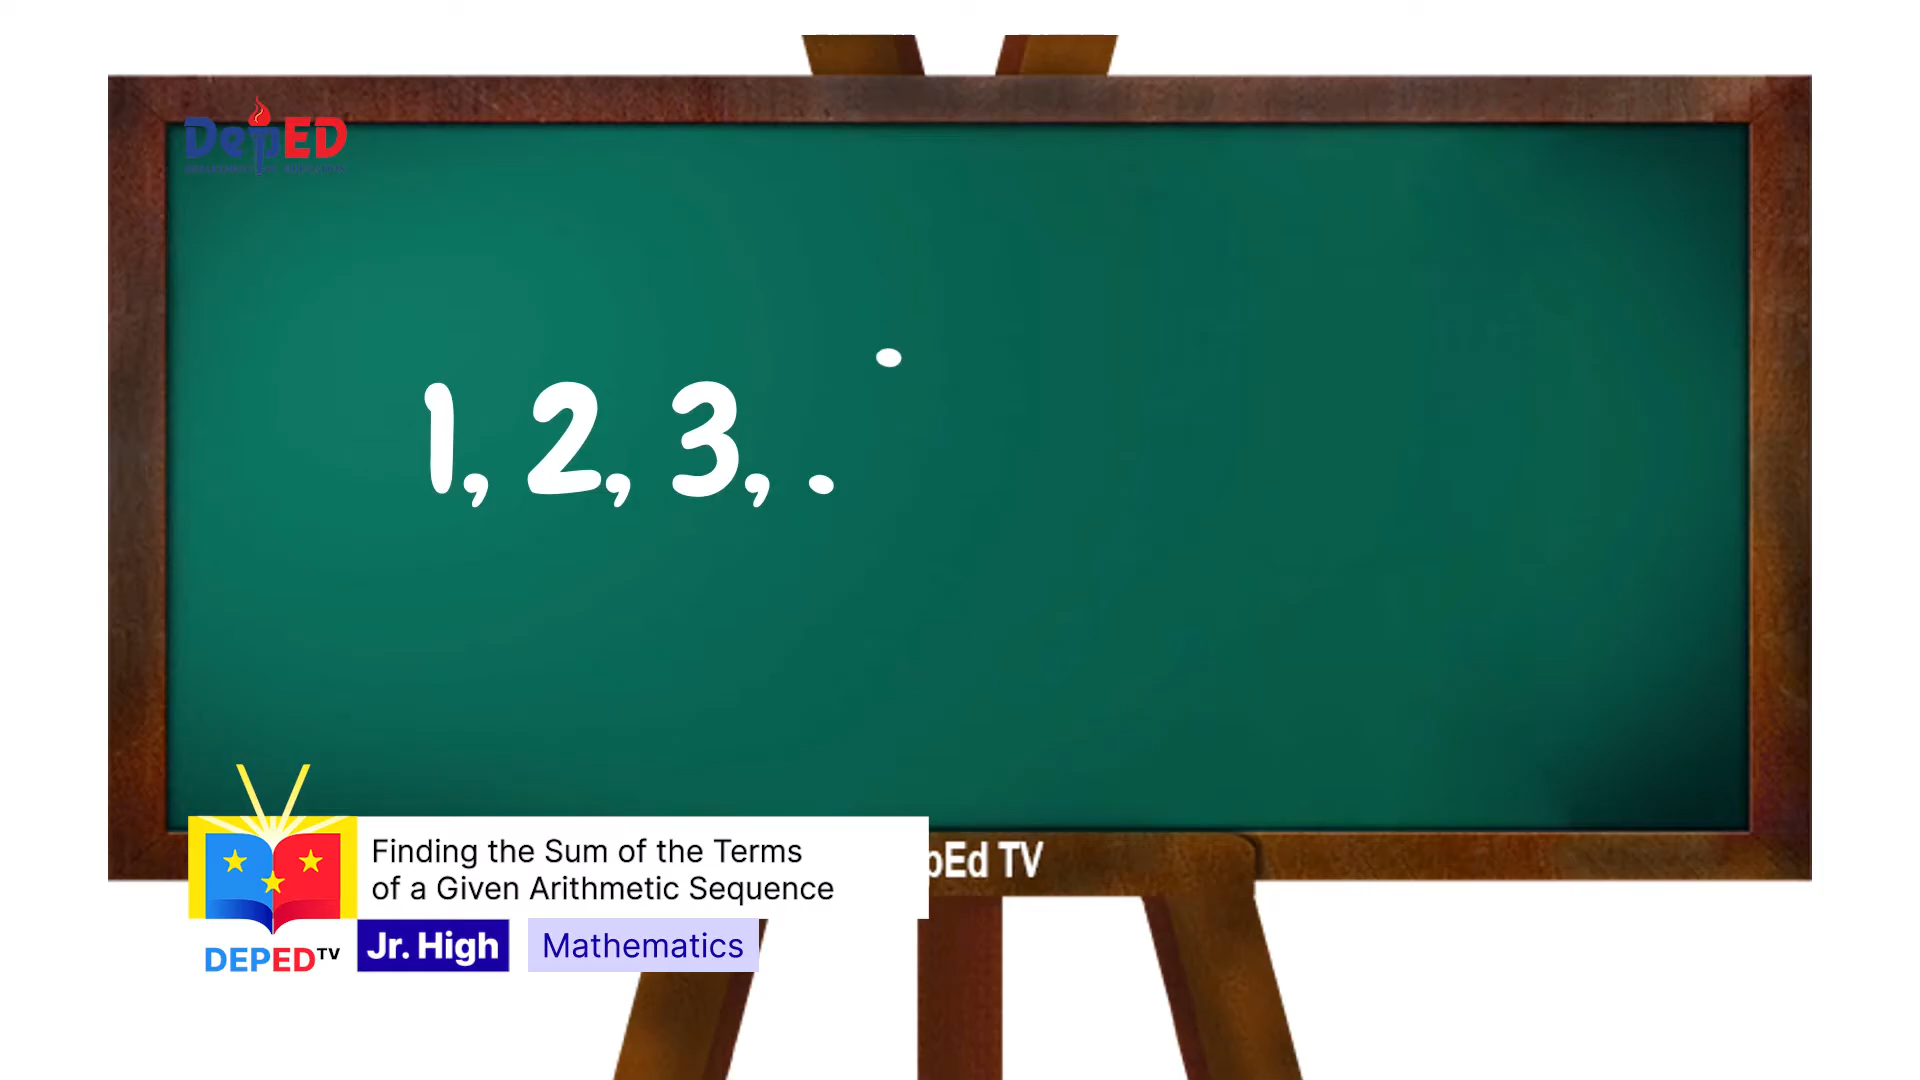 DepED
1, 2, 3, . .
pEd TV
Finding the Sum of the Terms
of a Given Arithmetic Sequence
DEPED TV
Jr. High
Mathematics